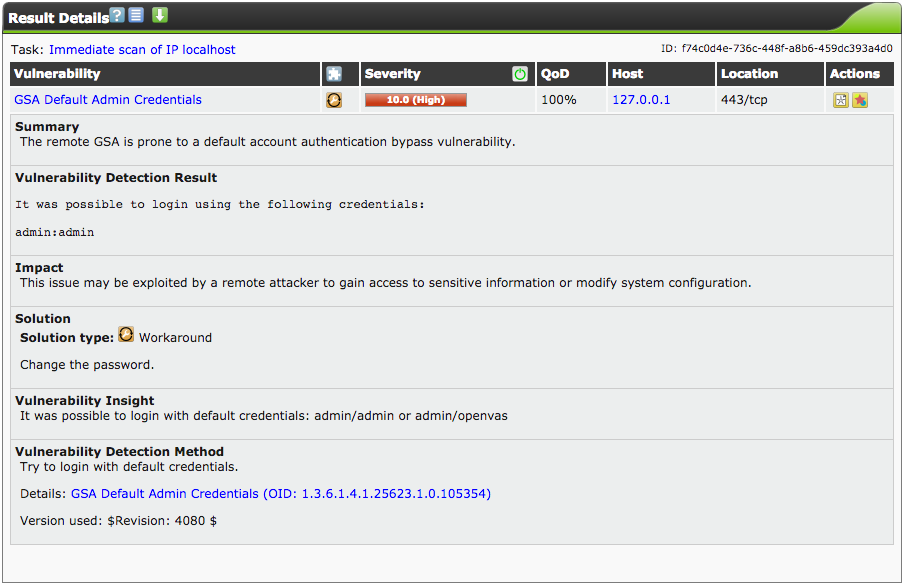 Result Details?
Task: Immediate scan of IP localhost ID: f74c0d4e-736c-448f-a8b6-459dc393a4d0
Vulnerability Severity QoD Host Location Actions
GSA Default Admin Credentials 10.0 (High) 100% 127.0.0.1 443/tcp
Summary
The remote GSA is prone to a default account authentication bypass vulnerability.
Vulnerability Detection Result
It was possible to login using the following credentials:
admin:admin
Impact
This issue may be exploited by a remote attacker to gain access to sensitive information or modify system configuration.
Solution
Solution type: Workaround
Change the password.
Vulnerability Insight
It was possible to login with default credentials: admin/admin or admin/openvas
Vulnerability Detection Method
Try to login with default credentials.
Details: GSA Default Admin Credentials (OID: 1.3.6.1.4.1.25623.1.0.105354)
Version used: $Revision: 4080 $